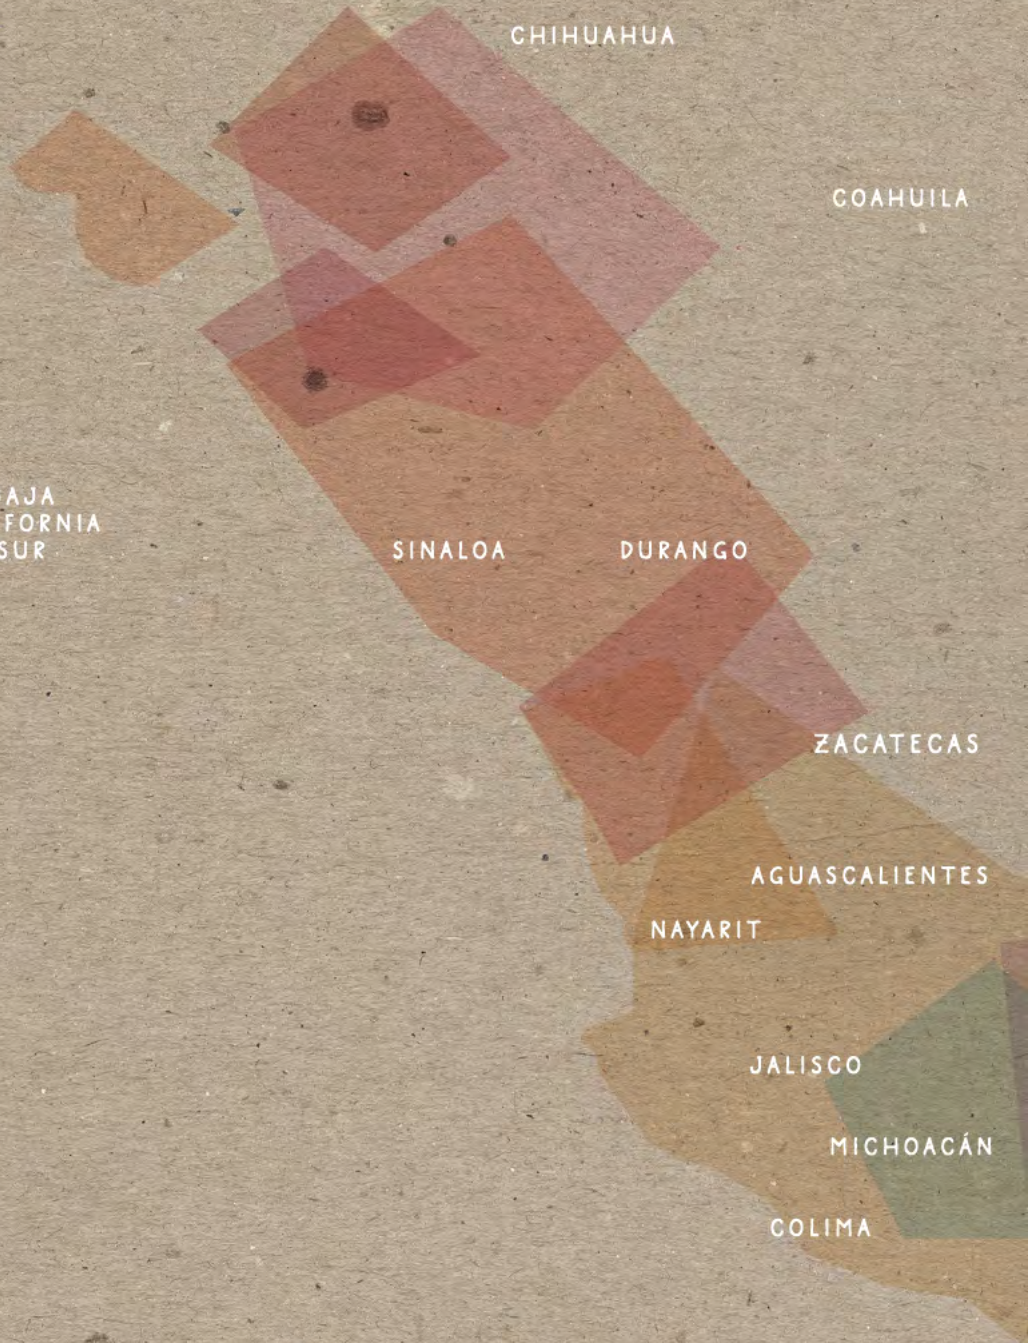 CHIHUAHUA
COAHUILA
AJA
FORNIA
SUR
SINALOA
DURANGO
ZACATECAS
AGUASCALIENTES
NAYARIT
JALISCO
MICHOACÁN
COLIMA